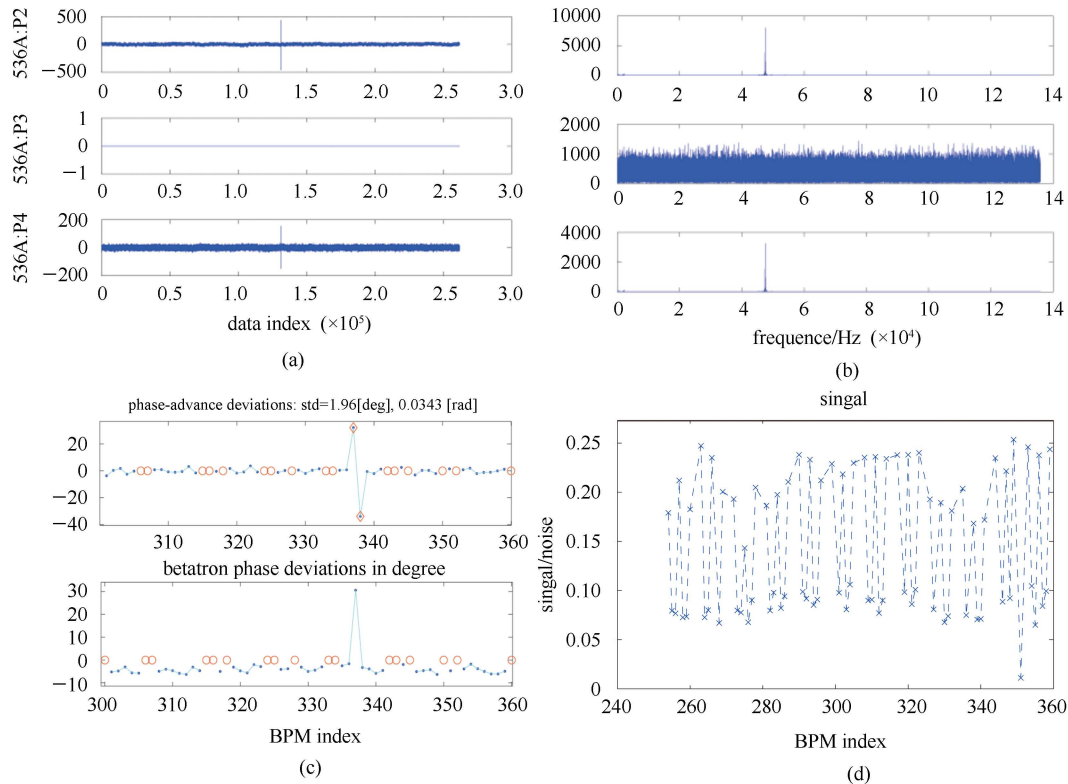 536A:P2
500
0
−500
0 0.5 1.0 1.5 2.0 2.5 3.0
536A:P3
1
0
−1
0.0 0.5 1.0 1.5 2.0 2.5 3.0
536A:P4
200
0
−200
0.0 0.5 1.0 1.5 2.0 2.5 3.0
data index (×10⁵)
(a)
10000
5000
0
0 2 4 6 8 10 12 14
2000
1000
0
0 2 4 6 8 10 12 14
4000
2000
0
0 2 4 6 8 10 12 14
frequence/Hz (×10⁴)
(b)
phase-advance deviations: std=1.96[deg], 0.0343 [rad]
20
0
−20
−40
310 320 330 340 350 360
betatron phase deviations in degree
30
20
10
0
−10
300 310 320 330 340 350 360
BPM index
(c)
singal
singal/noise
0.25
0.20
0.15
0.10
0.05
0
240 260 280 300 320 340 360
BPM index
(d)